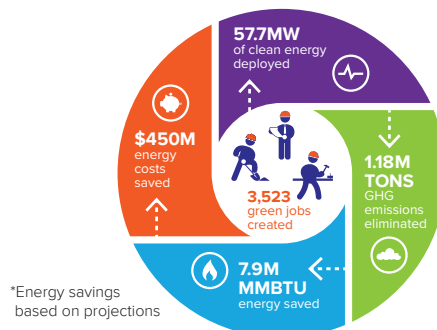 57.7MW
of clean energy
deployed
$450M
energy
costs
saved
1.18M
TONS
GHG
emissions
eliminated
3,523
green jobs
created
7.9M
MMBTU
energy saved
*Energy savings
based on projections